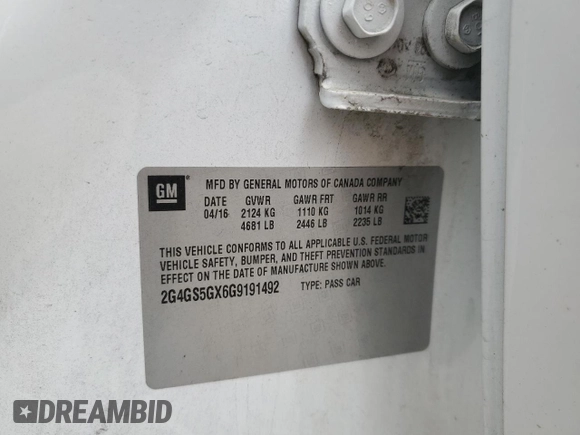 GM
MFD BY GENERAL MOTORS OF CANADA COMPANY
DATE GVWR GAWR FRT GAWR RR
04/16 2124 KG 1110 KG 1014 KG
4681 LB 2446 LB 2235 LB
THIS VEHICLE CONFORMS TO ALL APPLICABLE U.S. FEDERAL MOTOR
VEHICLE SAFETY, BUMPER, AND THEFT PREVENTION STANDARDS IN
EFFECT ON THE DATE OF MANUFACTURE SHOWN ABOVE.
2G4GS5GX6G9191492 TYPE: PASS CAR
DREAMBID